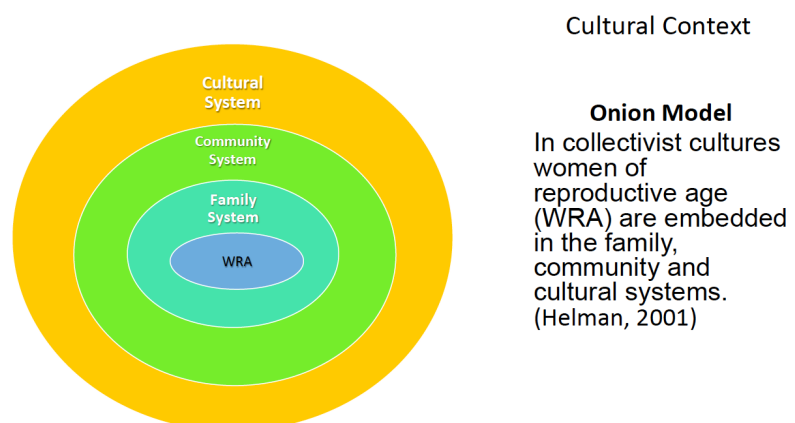 Cultural Context
Cultural
System
Community
System
Family
System
WRA
Onion Model
In collectivist cultures
women of
reproductive age
(WRA) are embedded
in the family,
community and
cultural systems.
(Helman, 2001)